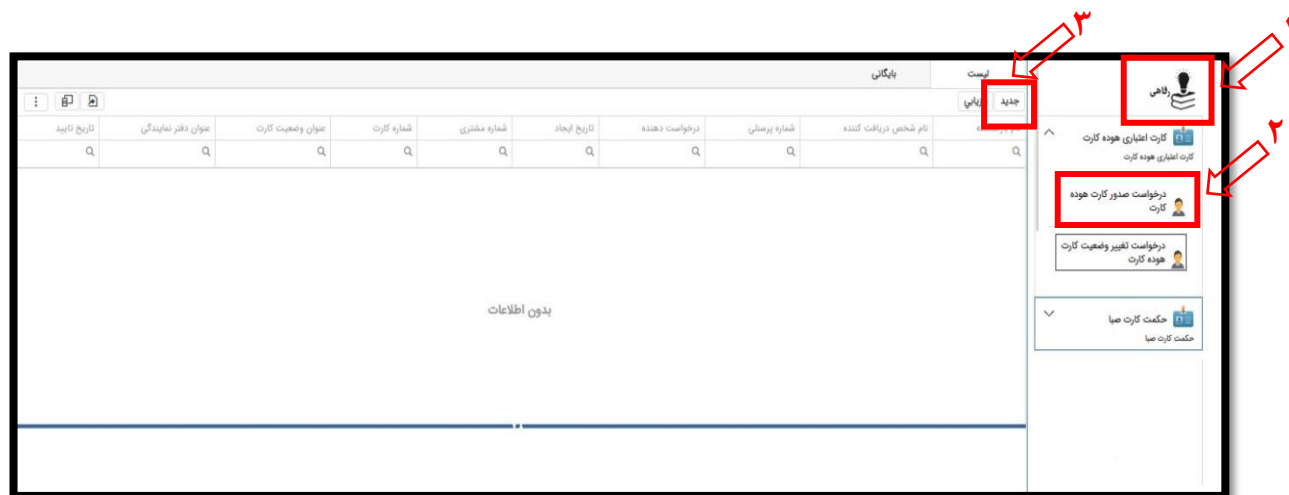 ۳
۲
رفاهی
کارت اعتباری هوده کارت
کارت اعتباری هوده کارت
درخواست صدور کارت هوده
کارت
درخواست تغییر وضعیت کارت
هوده کارت
حکمت کارت صبا
حکمت کارت صبا
لیست بایگانی
جدید
نام شخص دریافت کننده شماره پرسنلی درخواست دهنده تاریخ ایجاد شماره مشتری شماره کارت عنوان وضعیت کارت عنوان دفتر نمایندگی تاریخ تایید
بدون اطلاعات